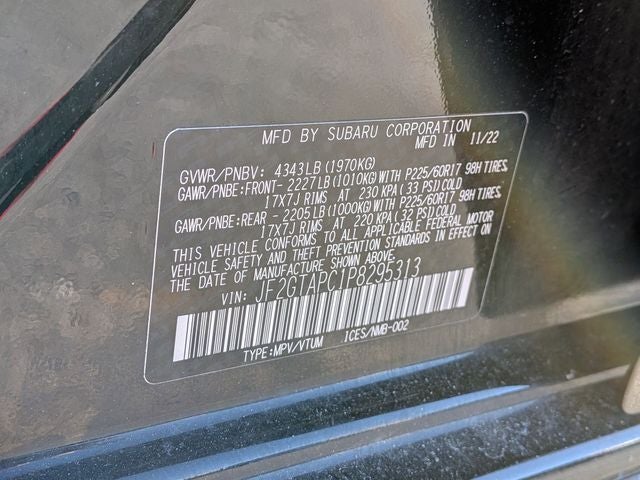 MFD BY SUBARU CORPORATION
MFD IN 11/22
GVWR/PNBV: 4343LB(1970KG)
GAWR/PNBE:FRONT- 2227LB(1010KG)WITH P225/60R17 98H TIRES,
17X7J RIMS AT 230 KPA(33 PSI)COLD
GAWR/PNBE:REAR - 2205LB(1000KG)WITH P225/60R17 98H TIRES,
17X7J RIMS AT 220 KPA(32 PSI)COLD
THIS VEHICLE CONFORMS TO ALL APPLICABLE FEDERAL MOTOR
VEHICLE SAFETY AND THEFT PREVENTION STANDARDS IN EFFECT
ON THE DATE OF MANUFACTURE SHOWN ABOVE.
VIN: JF2GTAPC1P8295313
TYPE:MPV/VTUM ICES/NMB-002